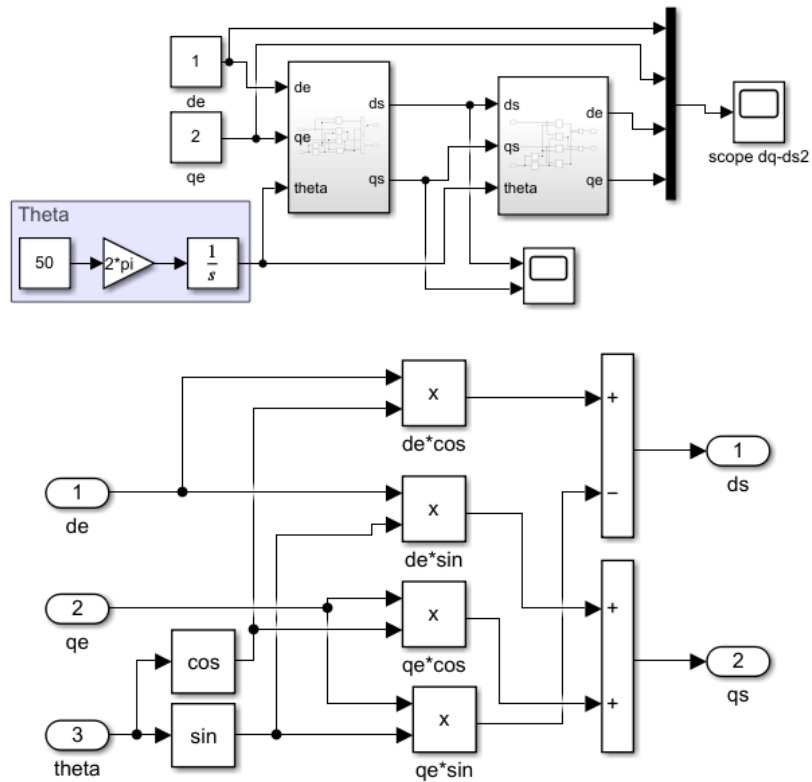 1
de
2
qe
de
qe
theta
ds
qs
ds
qs
theta
de
qe
scope dq-ds2
Theta
50
2*pi
1
s
x
de*cos
+
−
1
ds
1
de
x
de*sin
2
qe
x
qe*cos
+
+
2
qs
cos
3
theta
sin
x
qe*sin